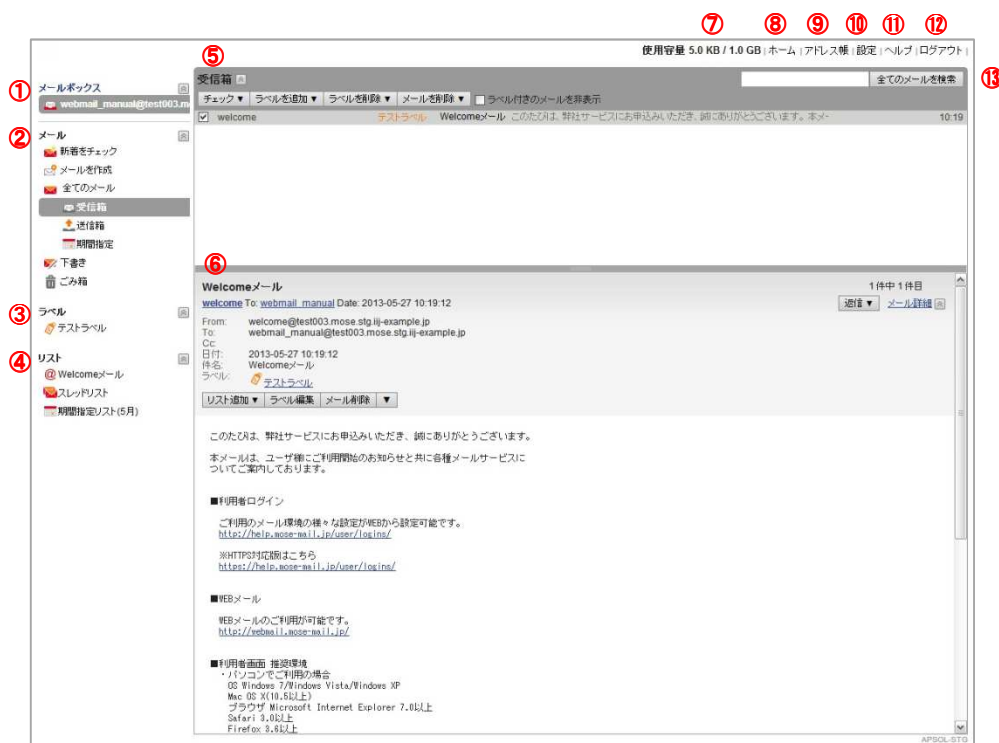 ⑦ ⑧ ⑨ ⑩ ⑪ ⑫
使用容量 5.0 KB / 1.0 GB | ホーム | アドレス帳 | 設定 | ヘルプ | ログアウト |
① メールボックス
webmail_manual@test003.m
② メール
新着をチェック
メールを作成
全てのメール
受信箱
送信箱
期間指定
下書き
ごみ箱
③ ラベル
テストラベル
④ リスト
Welcomeメール
スレッドリスト
期間指定リスト(5月)
⑤
受信箱 全てのメールを検索 ⑬
チェック ▼ ラベルを追加 ▼ ラベルを削除 ▼ メールを削除 ▼ ラベル付きのメールを非表示
welcome テストラベル Welcomeメール このたびは、弊社サービスにお申込みいただき、誠にありがとうございます。本メー 10:19
⑥
Welcomeメール 1件中 1件目
welcome To: webmail_manual Date: 2013-05-27 10:19:12 返信 ▼ メール詳細
From: welcome@test003.mose.stg.iij-example.jp
To: webmail_manual@test003.mose.stg.iij-example.jp
Cc:
日付: 2013-05-27 10:19:12
件名: Welcomeメール
ラベル: テストラベル
リスト追加 ▼ ラベル編集 メール削除 ▼
このたびは、弊社サービスにお申込みいただき、誠にありがとうございます。
本メールは、ユーザ様にご利用開始のお知らせと共に各種メールサービスに
ついてご案内しております。
■利用者ログイン
ご利用のメール環境の様々な設定がWEBから設定可能です。
http://help.mose-mail.jp/user/logins/
※HTTPS対応版はこちら
https://help.mose-mail.jp/user/logins/
■WEBメール
WEBメールのご利用が可能です。
http://webmail.mose-mail.jp/
■利用者画面 推奨環境
・パソコンでご利用の場合
OS Windows 7/Windows Vista/Windows XP
Mac OS X(10.5以上)
ブラウザ Microsoft Internet Explorer 7.0以上
Safari 3.0以上
Firefox 3.6以上
APSOL-STG